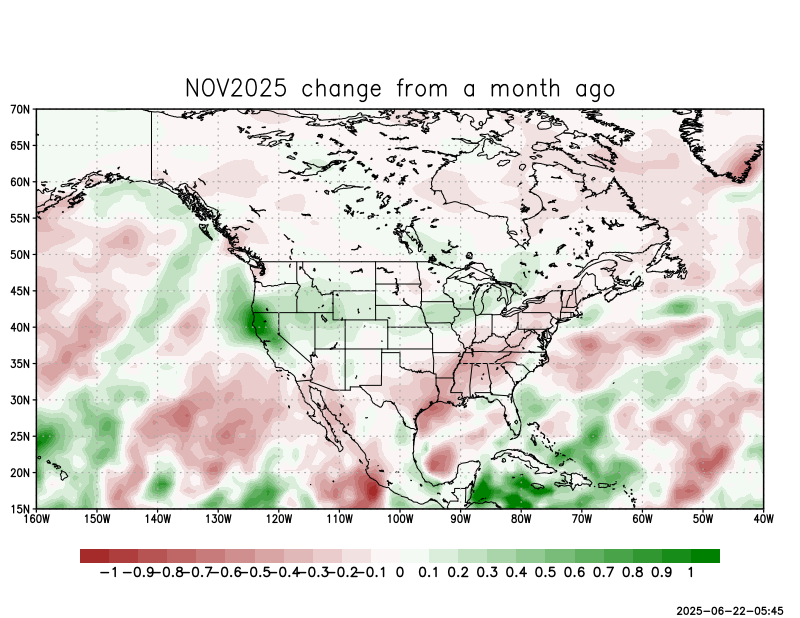 NOV2025 change from a month ago
70N
65N
60N
55N
50N
45N
40N
35N
30N
25N
20N
15N
160W 150W 140W 130W 120W 110W 100W 90W 80W 70W 60W 50W 40W
-1 -0.9 -0.8 -0.7 -0.6 -0.5 -0.4 -0.3 -0.2 -0.1 0 0.1 0.2 0.3 0.4 0.5 0.6 0.7 0.8 0.9 1
2025-06-22-05:45